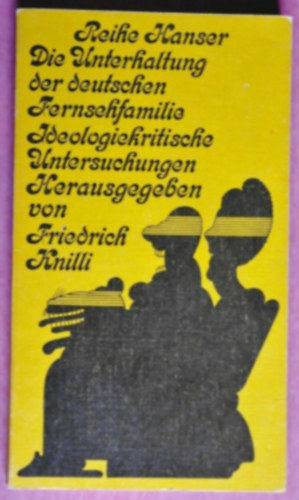 Reihe Hanser
Die Unterhaltung
der deutschen
Fernsehfamilie
Ideologiekritische
Untersuchungen
Herausgegeben
von
Friedrich
Knilli